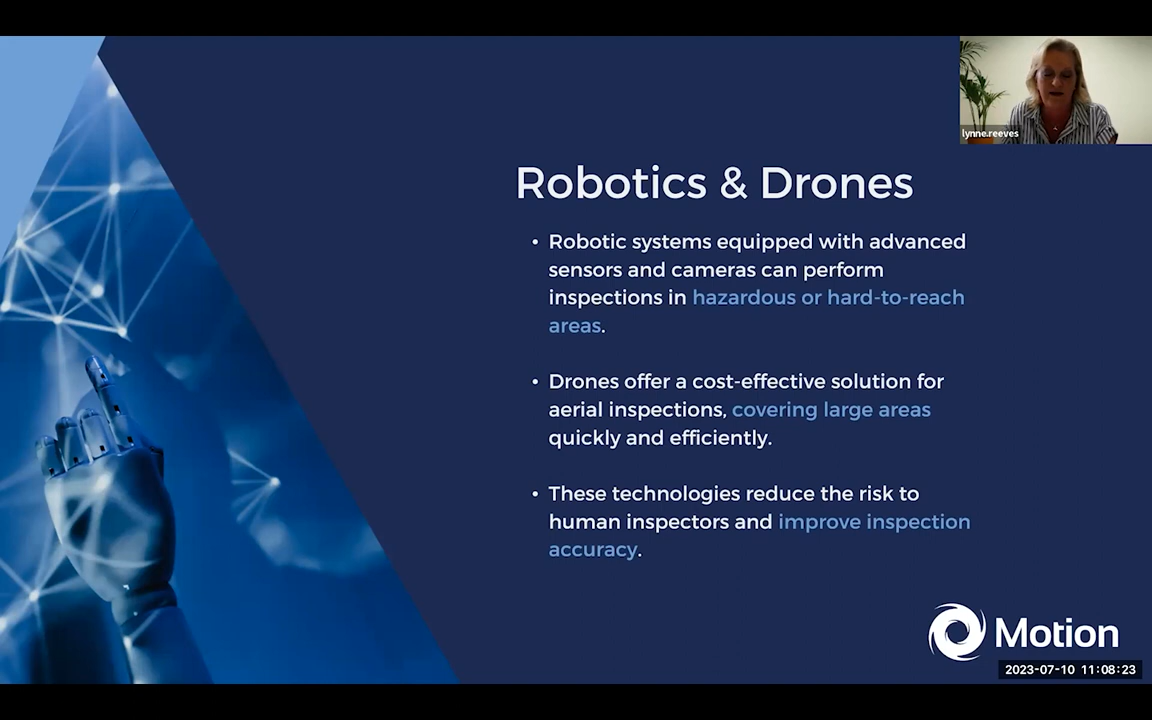 lynne.reeves
Robotics & Drones
• Robotic systems equipped with advanced
sensors and cameras can perform
inspections in hazardous or hard-to-reach
areas.
• Drones offer a cost-effective solution for
aerial inspections, covering large areas
quickly and efficiently.
• These technologies reduce the risk to
human inspectors and improve inspection
accuracy.
Motion
2023-07-10 11:08:23